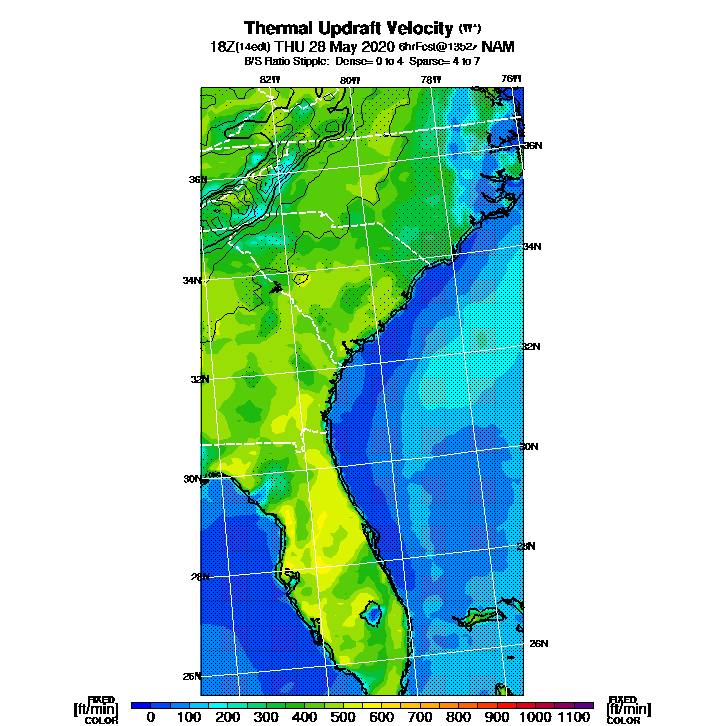 Thermal Updraft Velocity (W*)
18Z(14edt) THU 28 May 2020 6hrFcst@1352z NAM
B/S Ratio Stipple: Dense= 0 to 4 Sparse= 4 to 7
82W 80W 78W 76W
36N
36N
34N
34N
32N
32N
30N
30N
28N
28N
26N
26N
FIXED
[ft/min]
COLOR
0 100 200 300 400 500 600 700 800 900 1000 1100
FIXED
[ft/min]
COLOR